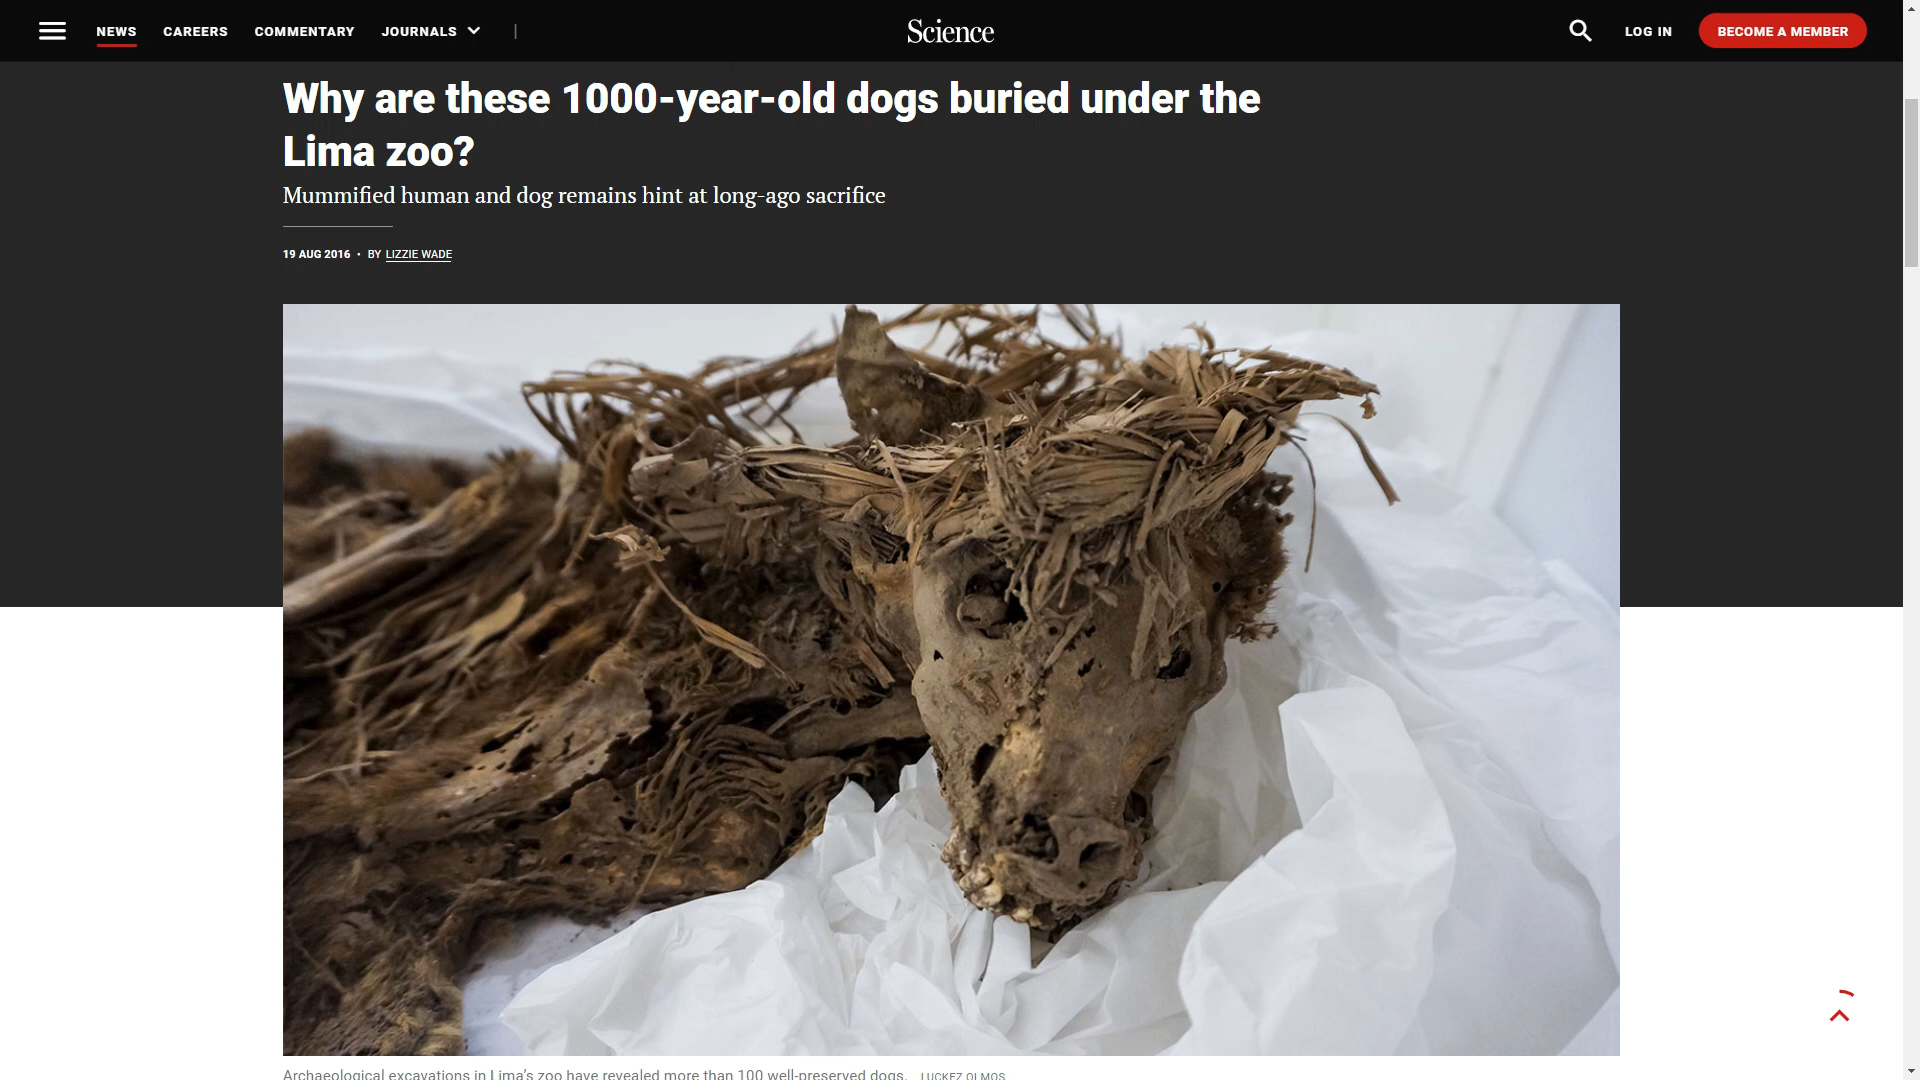 NEWS CAREERS COMMENTARY JOURNALS | Science LOG IN BECOME A MEMBER
Why are these 1000-year-old dogs buried under the
Lima zoo?
Mummified human and dog remains hint at long-ago sacrifice
19 AUG 2016 • BY LIZZIE WADE
Archaeological excavations in Lima's zoo have revealed more than 100 well-preserved dogs. LUCKEZ OLMOS